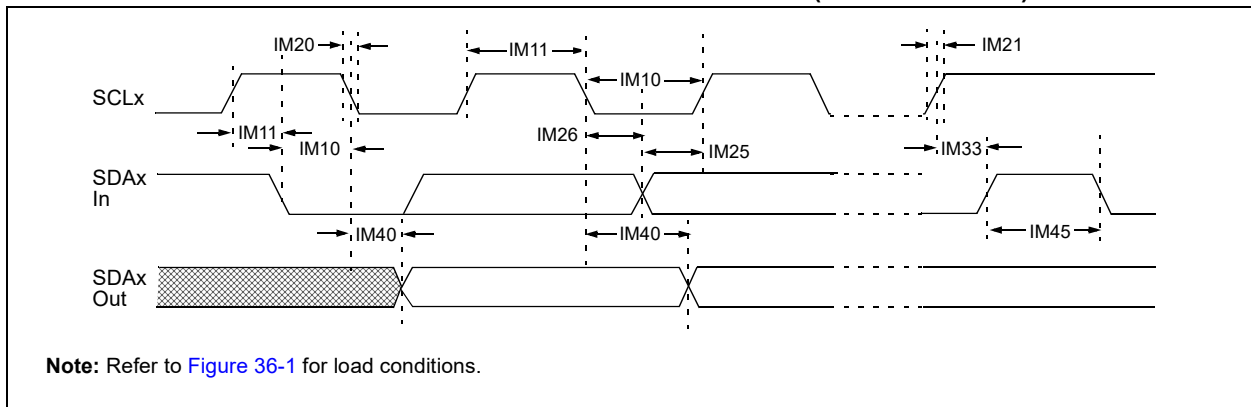 IM20
IM11
IM21
IM10
SCLx
IM11
IM26
IM10
IM25
IM33
SDAx
In
IM40
IM40
IM45
SDAx
Out
Note: Refer to Figure 36-1 for load conditions.